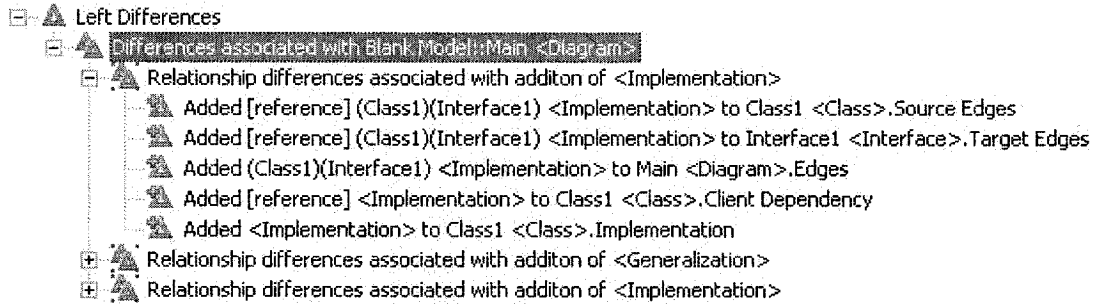 Left Differences
Differences associated with Blank Model::Main <Diagram>
Relationship differences associated with additon of <Implementation>
Added [reference] (Class1)(Interface1) <Implementation> to Class1 <Class>.Source Edges
Added [reference] (Class1)(Interface1) <Implementation> to Interface1 <Interface>.Target Edges
Added (Class1)(Interface1) <Implementation> to Main <Diagram>.Edges
Added [reference] <Implementation> to Class1 <Class>.Client Dependency
Added <Implementation> to Class1 <Class>.Implementation
Relationship differences associated with additon of <Generalization>
Relationship differences associated with additon of <Implementation>